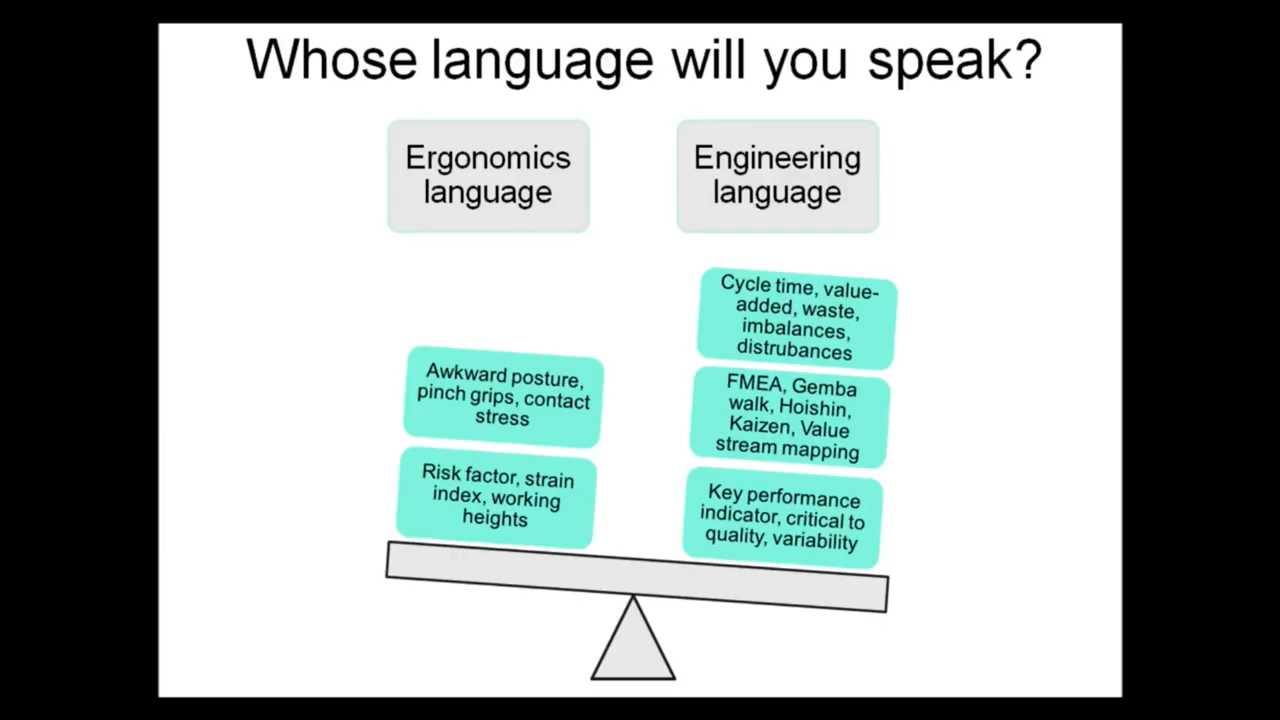 Whose language will you speak?
Ergonomics
language
Engineering
language
Cycle time, value-
added, waste,
imbalances,
distrubances
Awkward posture,
pinch grips, contact
stress
FMEA, Gemba
walk, Hoishin,
Kaizen, Value
stream mapping
Risk factor, strain
index, working
heights
Key performance
indicator, critical to
quality, variability